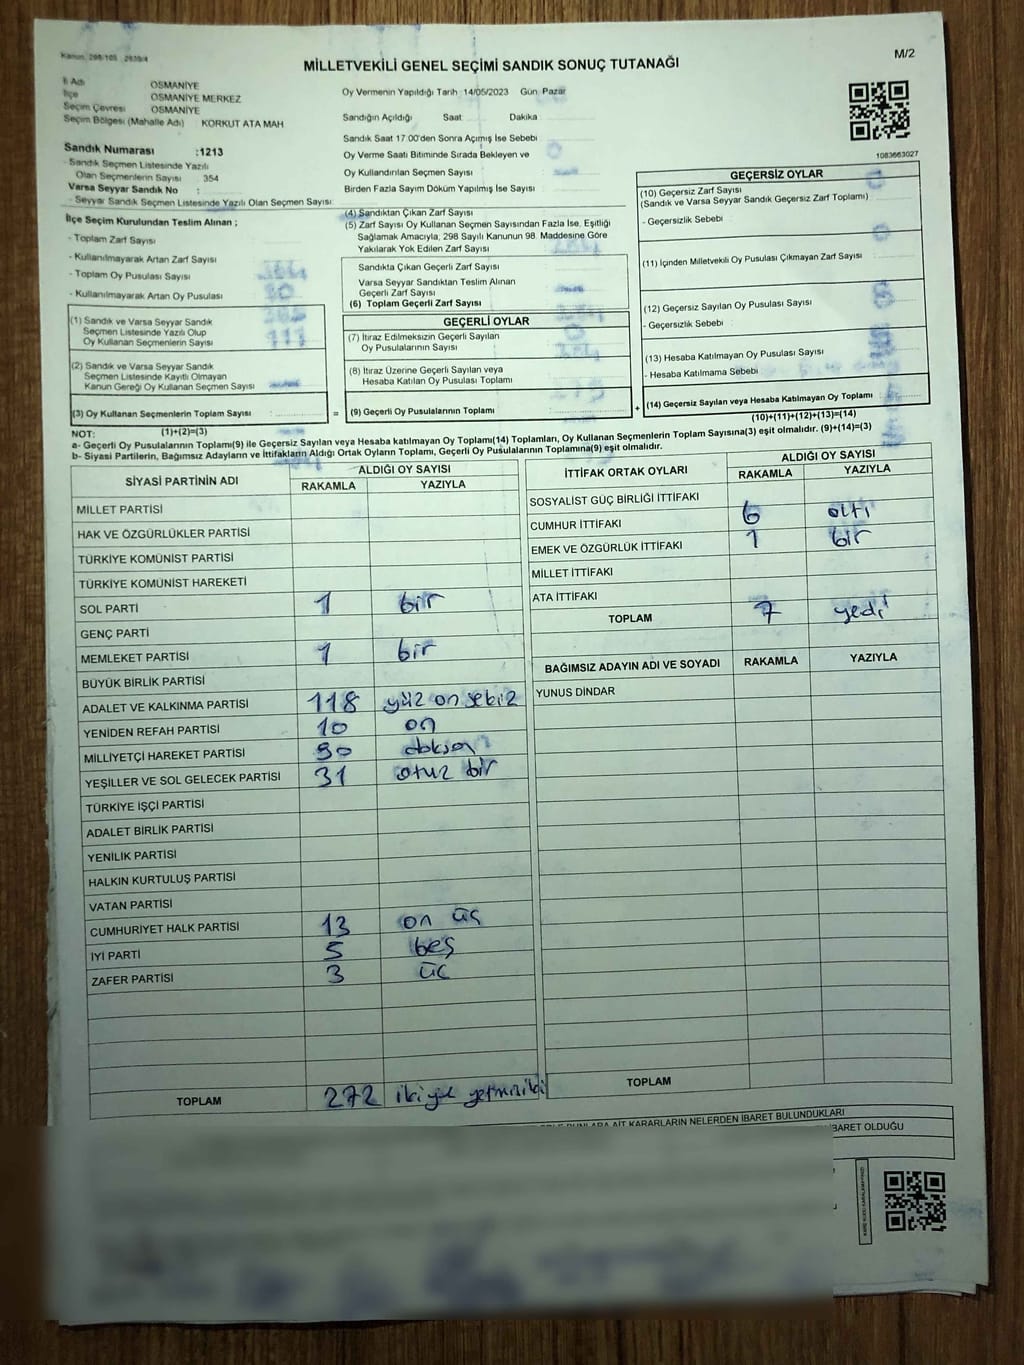 Kanun: 298/105 - 2839/4
MİLLETVEKİLİ GENEL SEÇİMİ SANDIK SONUÇ TUTANAĞI
M/2
İl Adı OSMANİYE
İlçe OSMANİYE MERKEZ
Seçim Çevresi OSMANİYE
Seçim Bölgesi (Mahalle Adı) KORKUT ATA MAH
Sandık Numarası :1213
- Sandık Seçmen Listesinde Yazılı
Olan Seçmenlerin Sayısı 354
Varsa Seyyar Sandık No :
- Seyyar Sandık Seçmen Listesinde Yazılı Olan Seçmen Sayısı:
Oy Vermenin Yapıldığı Tarih 14/05/2023 Gün Pazar
Sandığın Açıldığı Saat Dakika
Sandık Saat 17 00'den Sonra Açımış İse Sebebi
Oy Verme Saati Bitiminde Sırada Bekleyen ve
Oy Kullandırılan Seçmen Sayısı
Birden Fazla Sayım Döküm Yapılmış İse Sayısı
1083663027
İlçe Seçim Kurulundan Teslim Alınan ;
- Toplam Zarf Sayısı
- Kullanılmayarak Artan Zarf Sayısı
- Toplam Oy Pusulası Sayısı
- Kullanılmayarak Artan Oy Pusulası
(1) Sandık ve Varsa Seyyar Sandık
Seçmen Listesinde Yazılı Olup
Oy Kullanan Seçmenlerin Sayısı
(2) Sandık ve Varsa Seyyar Sandık
Seçmen Listesinde Kayıtlı Olmayan
Kanun Gereği Oy Kullanan Seçmen Sayısı
(3) Oy Kullanan Seçmenlerin Toplam Sayısı :
(4) Sandıktan Çıkan Zarf Sayısı
(5) Zarf Sayısı Oy Kullanan Seçmen Sayısından Fazla İse, Eşitliği
Sağlamak Amacıyla, 298 Sayılı Kanunun 98. Maddesine Göre
Yakılarak Yok Edilen Zarf Sayısı
Sandıkta Çıkan Geçerli Zarf Sayısı
Varsa Seyyar Sandıktan Teslim Alınan
Geçerli Zarf Sayısı
(6) Toplam Geçerli Zarf Sayısı
GEÇERLİ OYLAR
(7) İtiraz Edilmeksizin Geçerli Sayılan
Oy Pusulalarının Sayısı
(8) İtiraz Üzerine Geçerli Sayılan veya
Hesaba Katılan Oy Pusulası Toplamı
= (9) Geçerli Oy Pusulalarının Toplamı
GEÇERSİZ OYLAR
(10) Geçersiz Zarf Sayısı
(Sandık ve Varsa Seyyar Sandık Geçersiz Zarf Toplamı)
- Geçersizlik Sebebi :
(11) İçinden Milletvekili Oy Pusulası Çıkmayan Zarf Sayısı
(12) Geçersiz Sayılan Oy Pusulası Sayısı
- Geçersizlik Sebebi :
(13) Hesaba Katılmayan Oy Pusulası Sayısı
- Hesaba Katılmama Sebebi :
+ (14) Geçersiz Sayılan veya Hesaba Katılmayan Oy Toplamı
(1)+(2)=(3)
(10)+(11)+(12)+(13)=(14)
NOT:
a- Geçerli Oy Pusulalarının Toplamı(9) ile Geçersiz Sayılan veya Hesaba katılmayan Oy Toplamı(14) Toplamları, Oy Kullanan Seçmenlerin Toplam Sayısına(3) eşit olmalıdır. (9)+(14)=(3)
b- Siyasi Partilerin, Bağımsız Adayların ve İttifakların Aldığı Ortak Oyların Toplamı, Geçerli Oy Pusulalarının Toplamına(9) eşit olmalıdır.
SİYASİ PARTİNİN ADI ALDIĞI OY SAYISI
RAKAMLA YAZIYLA
MİLLET PARTİSİ
HAK VE ÖZGÜRLÜKLER PARTİSİ
TÜRKİYE KOMÜNİST PARTİSİ
TÜRKİYE KOMÜNİST HAREKETİ
SOL PARTİ 1 bir
GENÇ PARTİ
MEMLEKET PARTİSİ 1 bir
BÜYÜK BİRLİK PARTİSİ
ADALET VE KALKINMA PARTİSİ 118 yüz on sekiz
YENİDEN REFAH PARTİSİ 10 on
MİLLİYETÇİ HAREKET PARTİSİ 90 doksan
YEŞİLLER VE SOL GELECEK PARTİSİ 31 otuz bir
TÜRKİYE İŞÇİ PARTİSİ
ADALET BİRLİK PARTİSİ
YENİLİK PARTİSİ
HALKIN KURTULUŞ PARTİSİ
VATAN PARTİSİ
CUMHURİYET HALK PARTİSİ 13 on üç
İYİ PARTİ 5 beş
ZAFER PARTİSİ 3 üç
TOPLAM 272 ikiyüz yetmişiki
İTTİFAK ORTAK OYLARI ALDIĞI OY SAYISI
RAKAMLA YAZIYLA
SOSYALİST GÜÇ BİRLİĞİ İTTİFAKI
CUMHUR İTTİFAKI 6 altı
EMEK VE ÖZGÜRLÜK İTTİFAKI 1 bir
MİLLET İTTİFAKI
ATA İTTİFAKI
TOPLAM 7 yedi
BAĞIMSIZ ADAYIN ADI VE SOYADI RAKAMLA YAZIYLA
YUNUS DİNDAR
TOPLAM
KARARLARIN NELERDEN İBARET BULUNDUKLARI
İBARET OLDUĞU